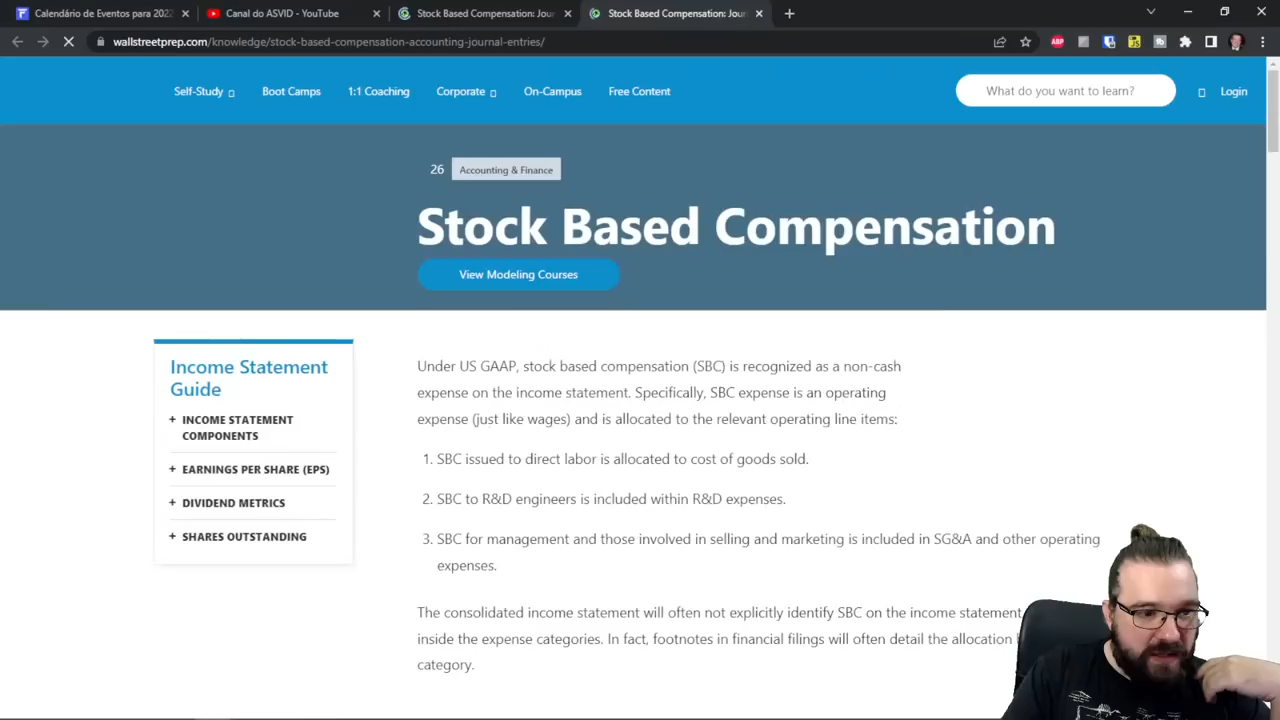 Calendário de Eventos para 2022
Canal do ASVID - YouTube
Stock Based Compensation: Jour
Stock Based Compensation: Jour
wallstreetprep.com/knowledge/stock-based-compensation-accounting-journal-entries/
ABP
Self-Study
Boot Camps
1:1 Coaching
Corporate
On-Campus
Free Content
What do you want to learn?
Login
26
Accounting & Finance
Stock Based Compensation
View Modeling Courses
Income Statement
Guide
+ INCOME STATEMENT
COMPONENTS
+ EARNINGS PER SHARE (EPS)
+ DIVIDEND METRICS
+ SHARES OUTSTANDING
Under US GAAP, stock based compensation (SBC) is recognized as a non-cash
expense on the income statement. Specifically, SBC expense is an operating
expense (just like wages) and is allocated to the relevant operating line items:
1. SBC issued to direct labor is allocated to cost of goods sold.
2. SBC to R&D engineers is included within R&D expenses.
3. SBC for management and those involved in selling and marketing is included in SG&A and other operating
expenses.
The consolidated income statement will often not explicitly identify SBC on the income statement
inside the expense categories. In fact, footnotes in financial filings will often detail the allocation
category.